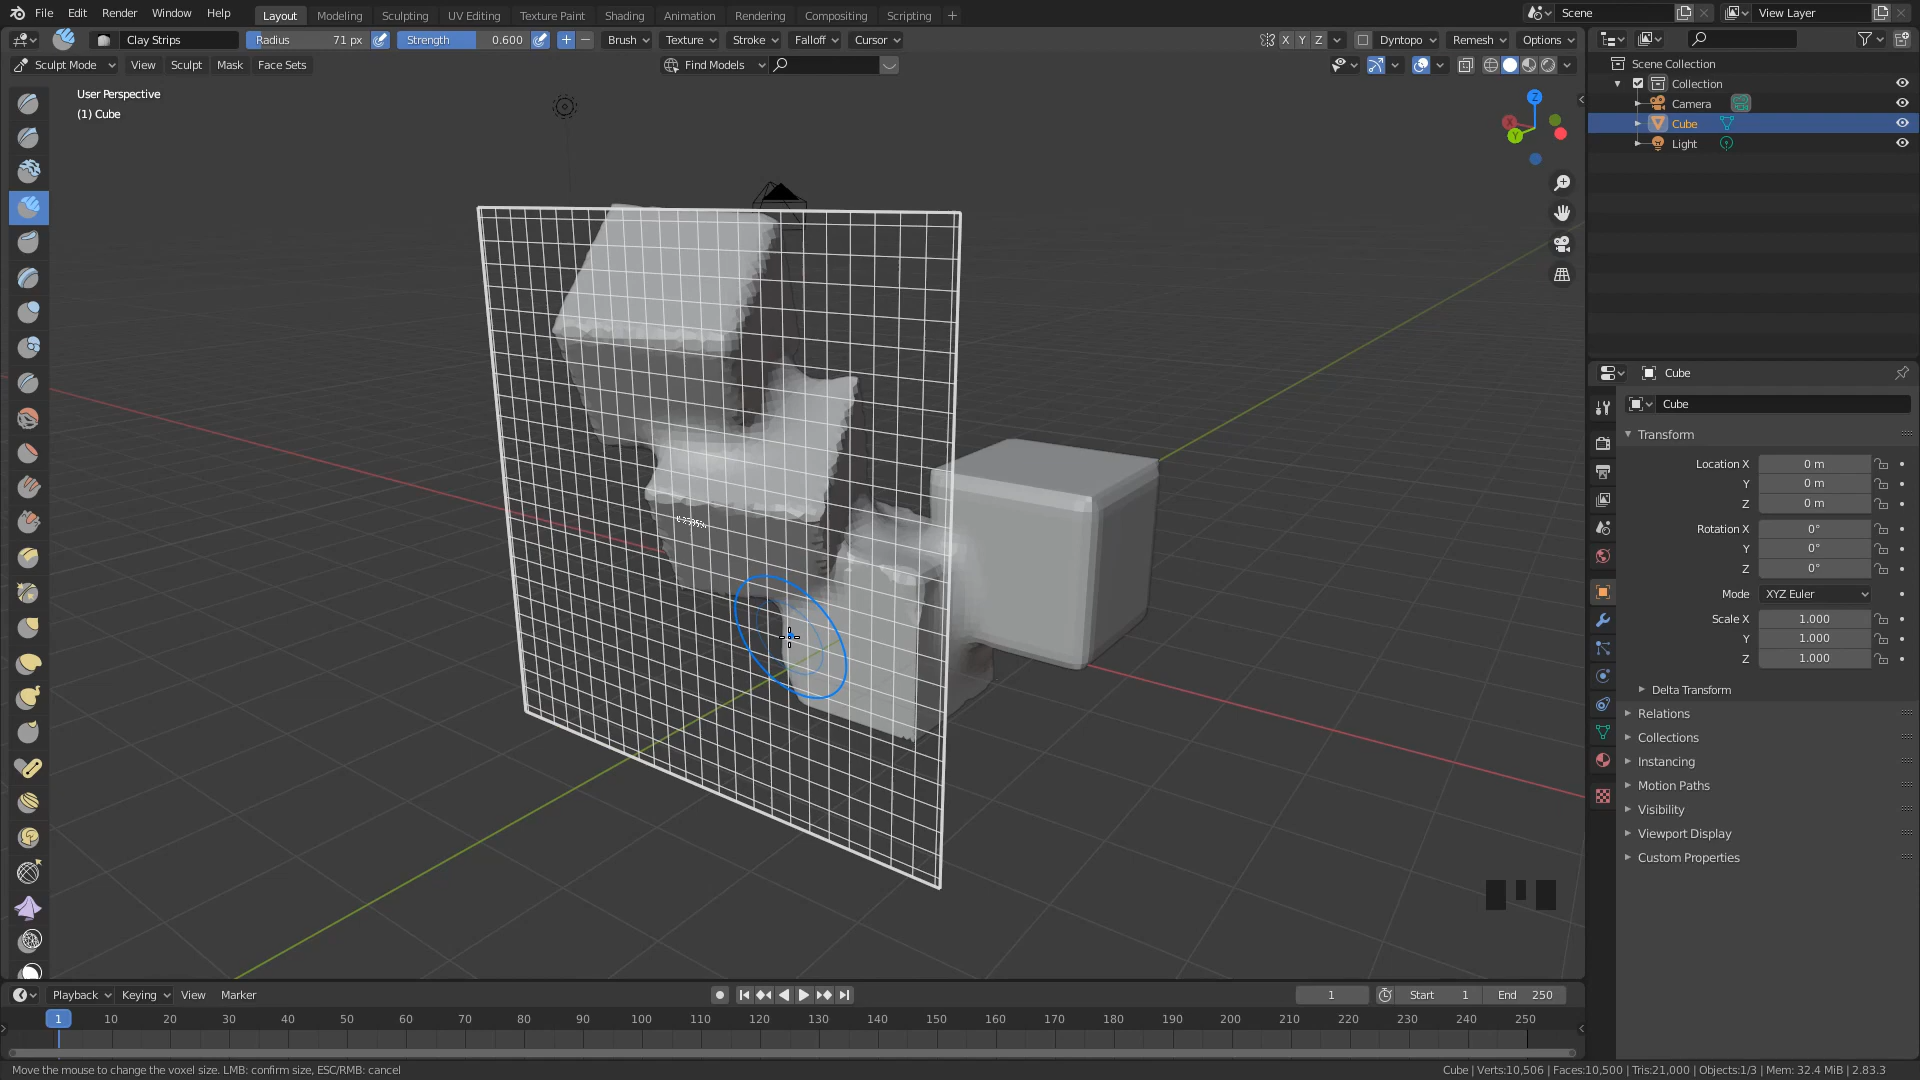 File Edit Render Window Help Layout Modeling Sculpting UV Editing Texture Paint Shading Animation Rendering Compositing Scripting + Scene View Layer
Clay Strips Radius 71 px Strength 0.600 + − Brush Texture Stroke Falloff Cursor X Y Z Dyntopo Remesh Options
Sculpt Mode View Sculpt Mask Face Sets Find Models
User Perspective
(1) Cube
Z
X
Y
Scene Collection
Collection
Camera
Cube
Light
Cube
Cube
Transform
Location X 0 m
Y 0 m
Z 0 m
Rotation X 0°
Y 0°
Z 0°
Mode XYZ Euler
Scale X 1.000
Y 1.000
Z 1.000
Delta Transform
Relations
Collections
Instancing
Motion Paths
Visibility
Viewport Display
Custom Properties
Playback Keying View Marker 1 Start 1 End 250
1 10 20 30 40 50 60 70 80 90 100 110 120 130 140 150 160 170 180 190 200 210 220 230 240 250
Move the mouse to change the voxel size. LMB: confirm size, ESC/RMB: cancel Cube | Verts:10,506 | Faces:10,500 | Tris:21,000 | Objects:1/3 | Mem: 32.4 MiB | 2.83.3